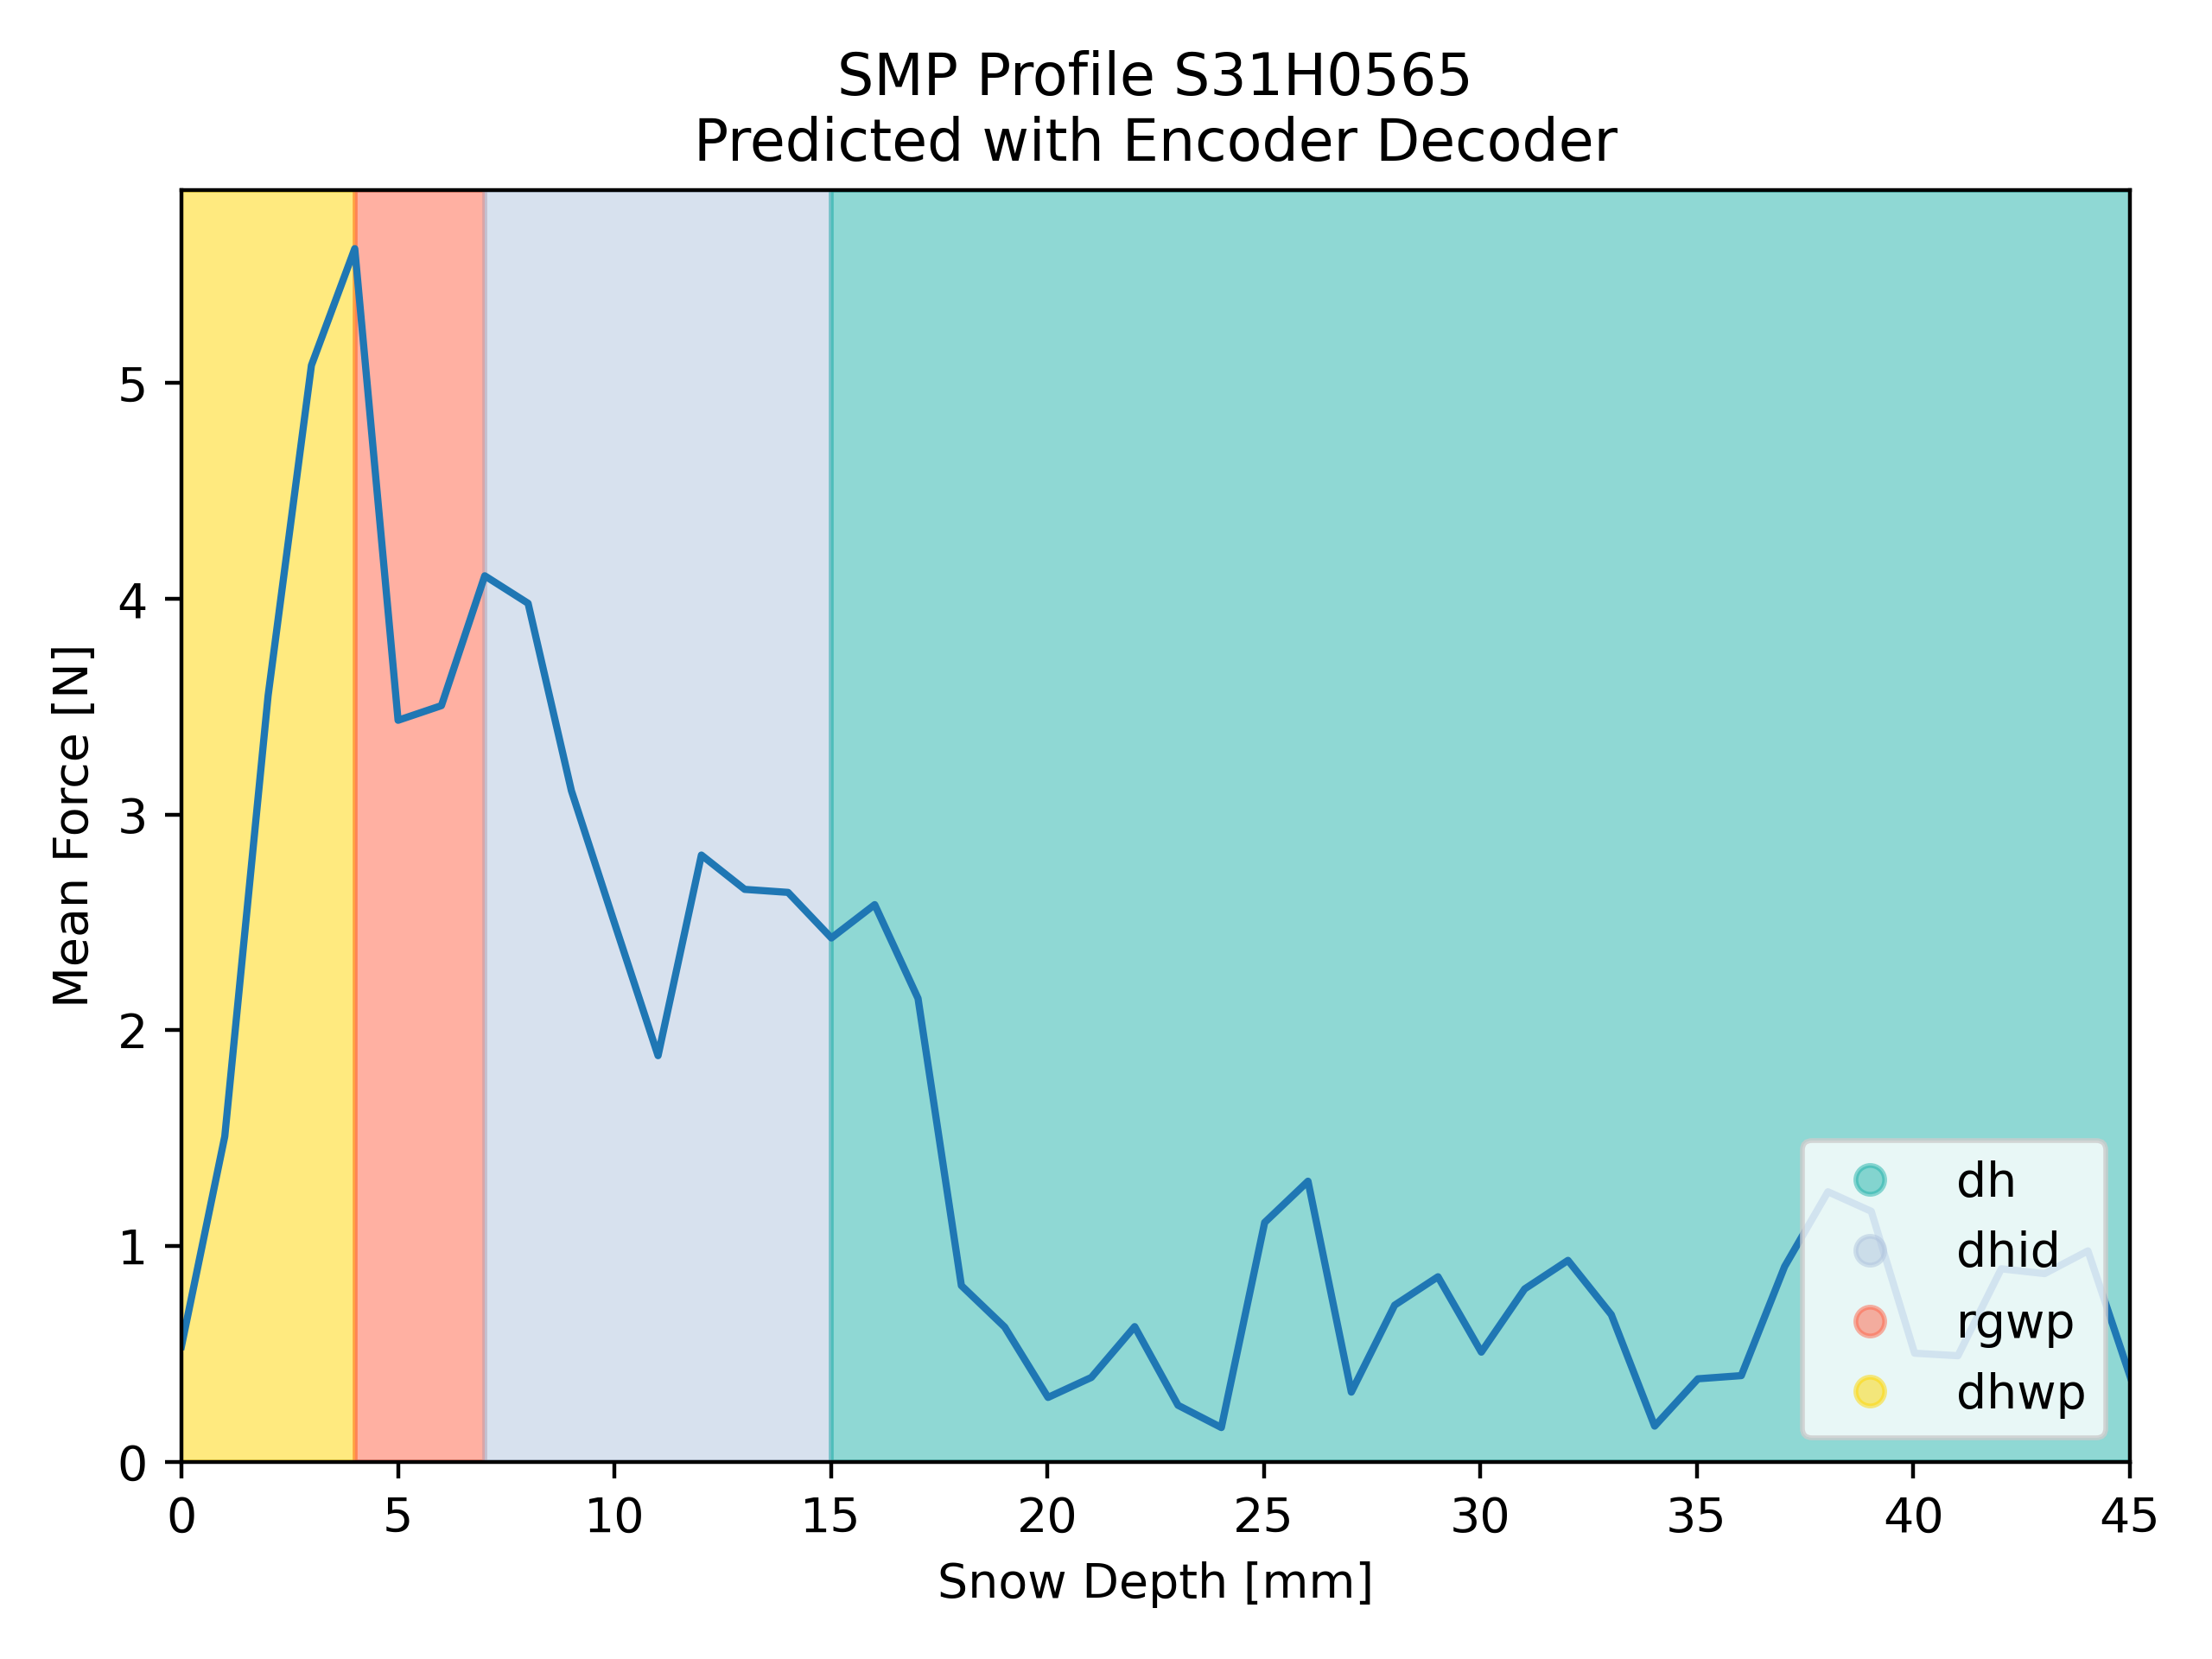 SMP Profile S31H0565
Predicted with Encoder Decoder
Mean Force [N]
5
4
3
2
1
0
dh
dhid
rgwp
dhwp
0 5 10 15 20 25 30 35 40 45
Snow Depth [mm]